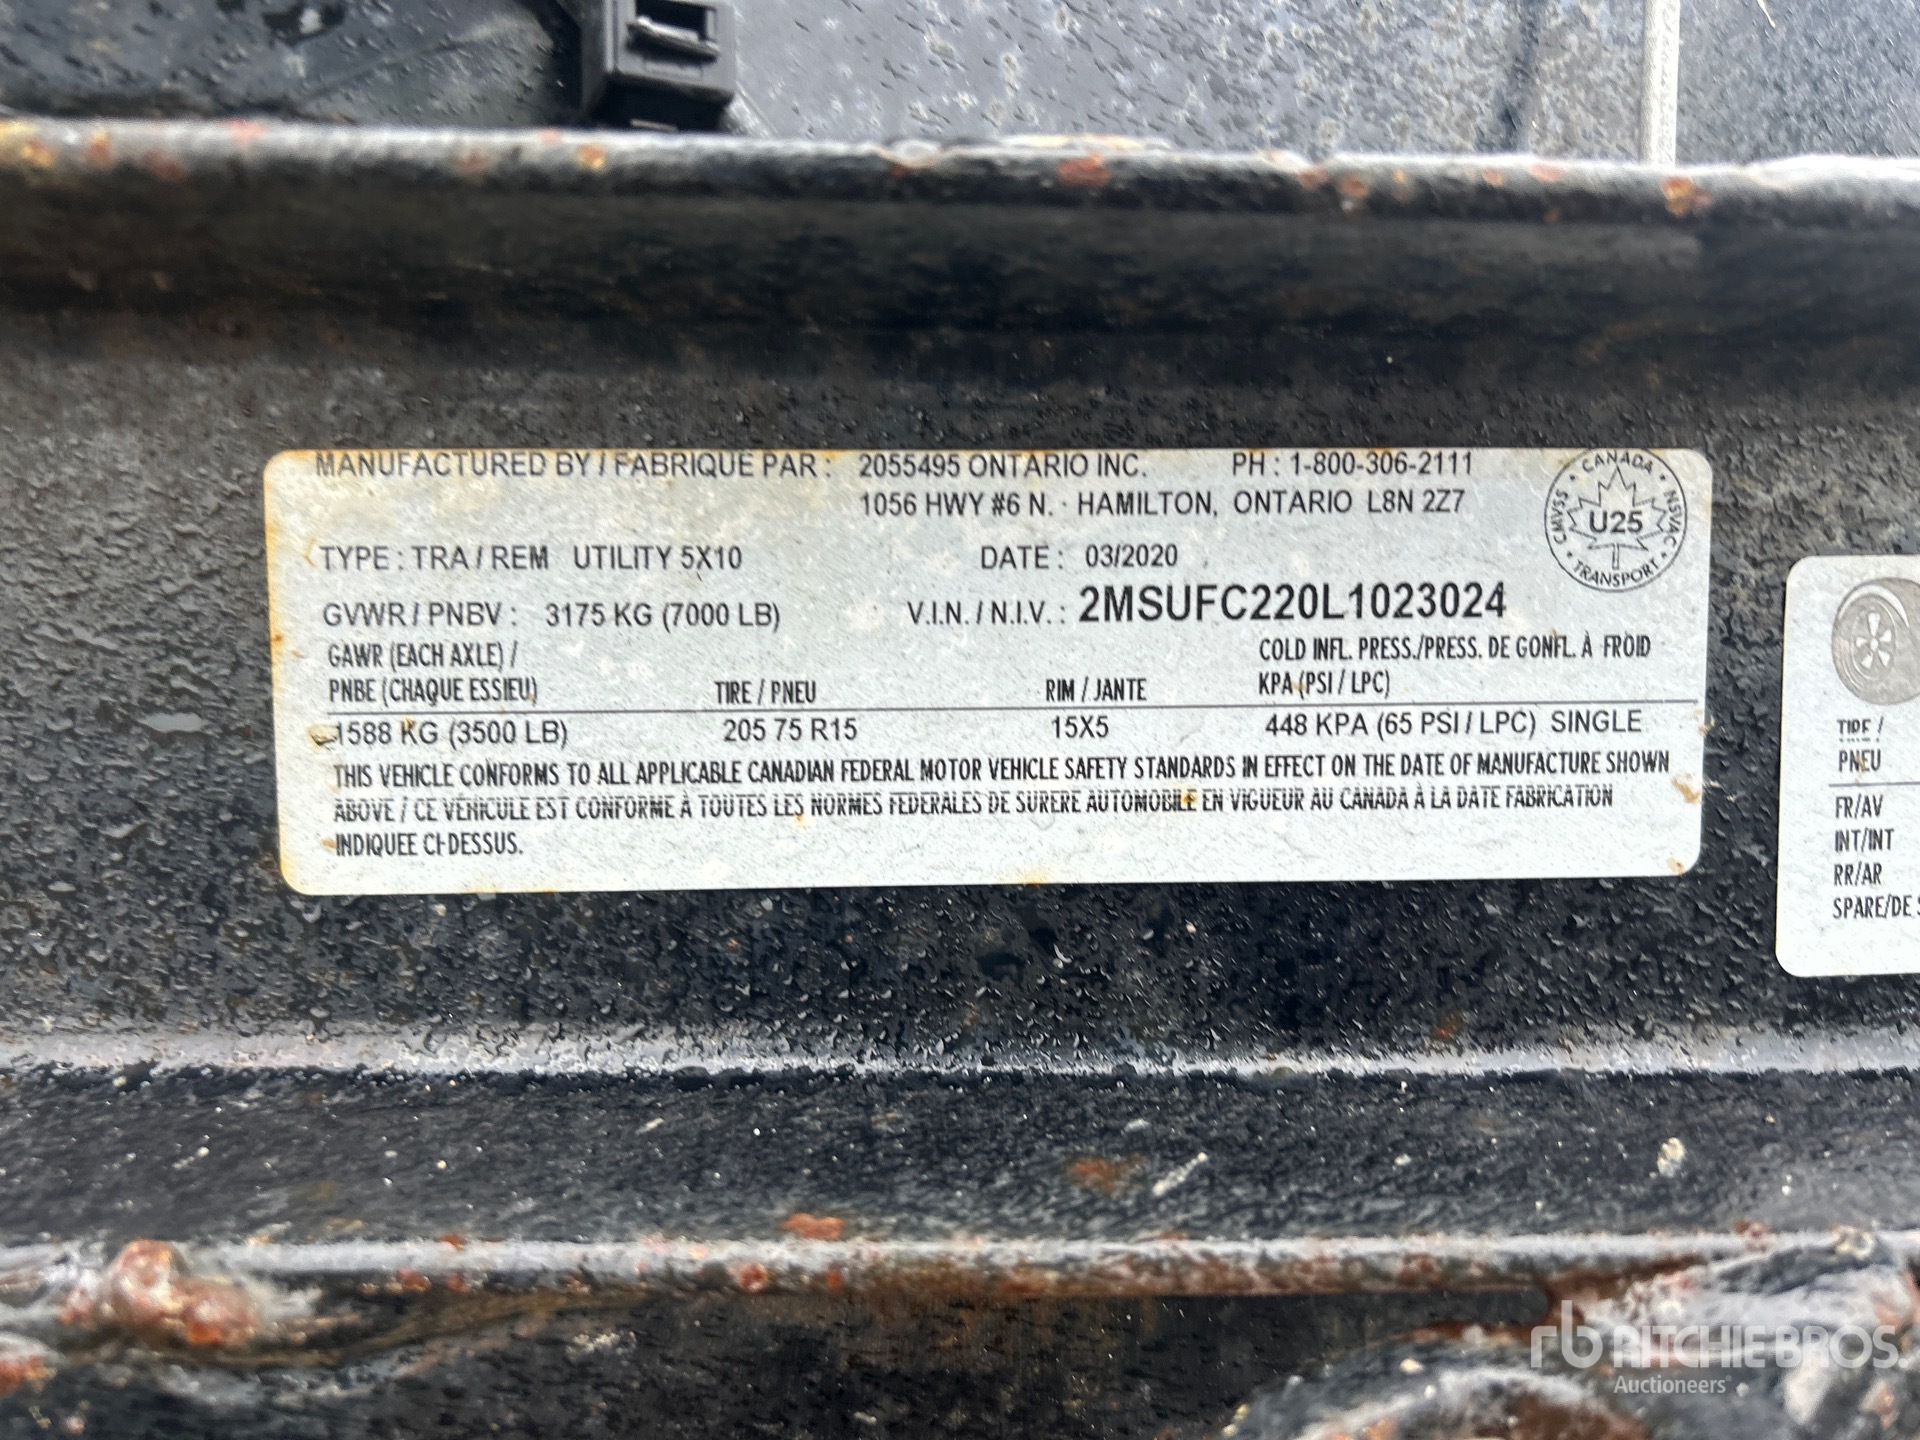 MANUFACTURED BY / FABRIQUE PAR : 2055495 ONTARIO INC. PH : 1-800-306-2111
1056 HWY #6 N. · HAMILTON, ONTARIO L8N 2Z7
CANADA
CMVSS
U25
NSVAC
TRANSPORT
TYPE : TRA / REM UTILITY 5X10 DATE : 03/2020
GVWR / PNBV : 3175 KG (7000 LB) V.I.N. / N.I.V. : 2MSUFC220L1023024
GAWR (EACH AXLE) / COLD INFL. PRESS./PRESS. DE GONFL. À FROID
PNBE (CHAQUE ESSIEU) TIRE / PNEU RIM / JANTE KPA (PSI / LPC)
1588 KG (3500 LB) 205 75 R15 15X5 448 KPA (65 PSI / LPC) SINGLE
THIS VEHICLE CONFORMS TO ALL APPLICABLE CANADIAN FEDERAL MOTOR VEHICLE SAFETY STANDARDS IN EFFECT ON THE DATE OF MANUFACTURE SHOWN
ABOVE / CE VÉHICULE EST CONFORME À TOUTES LES NORMES FEDERALES DE SURERE AUTOMOBILE EN VIGUEUR AU CANADA À LA DATE FABRICATION
INDIQUEE CI-DESSUS.
TIRE /
PNEU
FR/AV
INT/INT
RR/AR
SPARE/DE
rb RITCHIE BROS.
Auctioneers